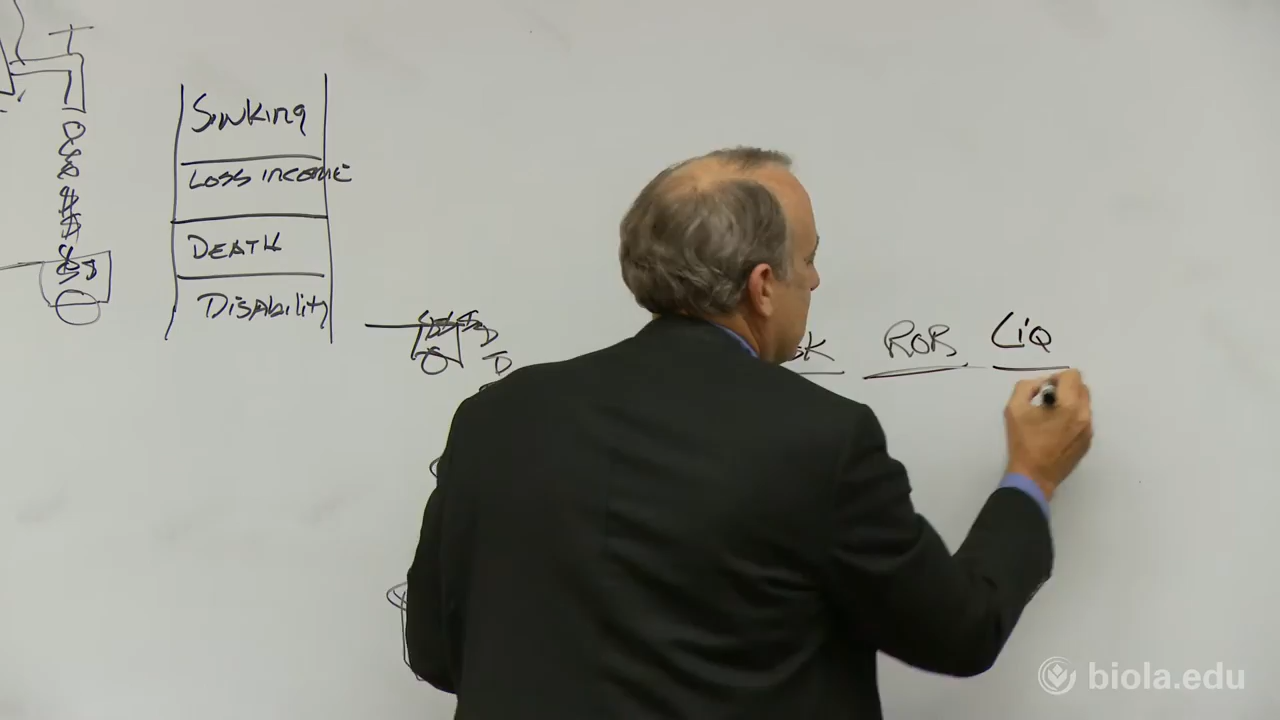 Sinking
LOSS INCOME
DEATH
DISABILITY
ROR LIQ
biola.edu